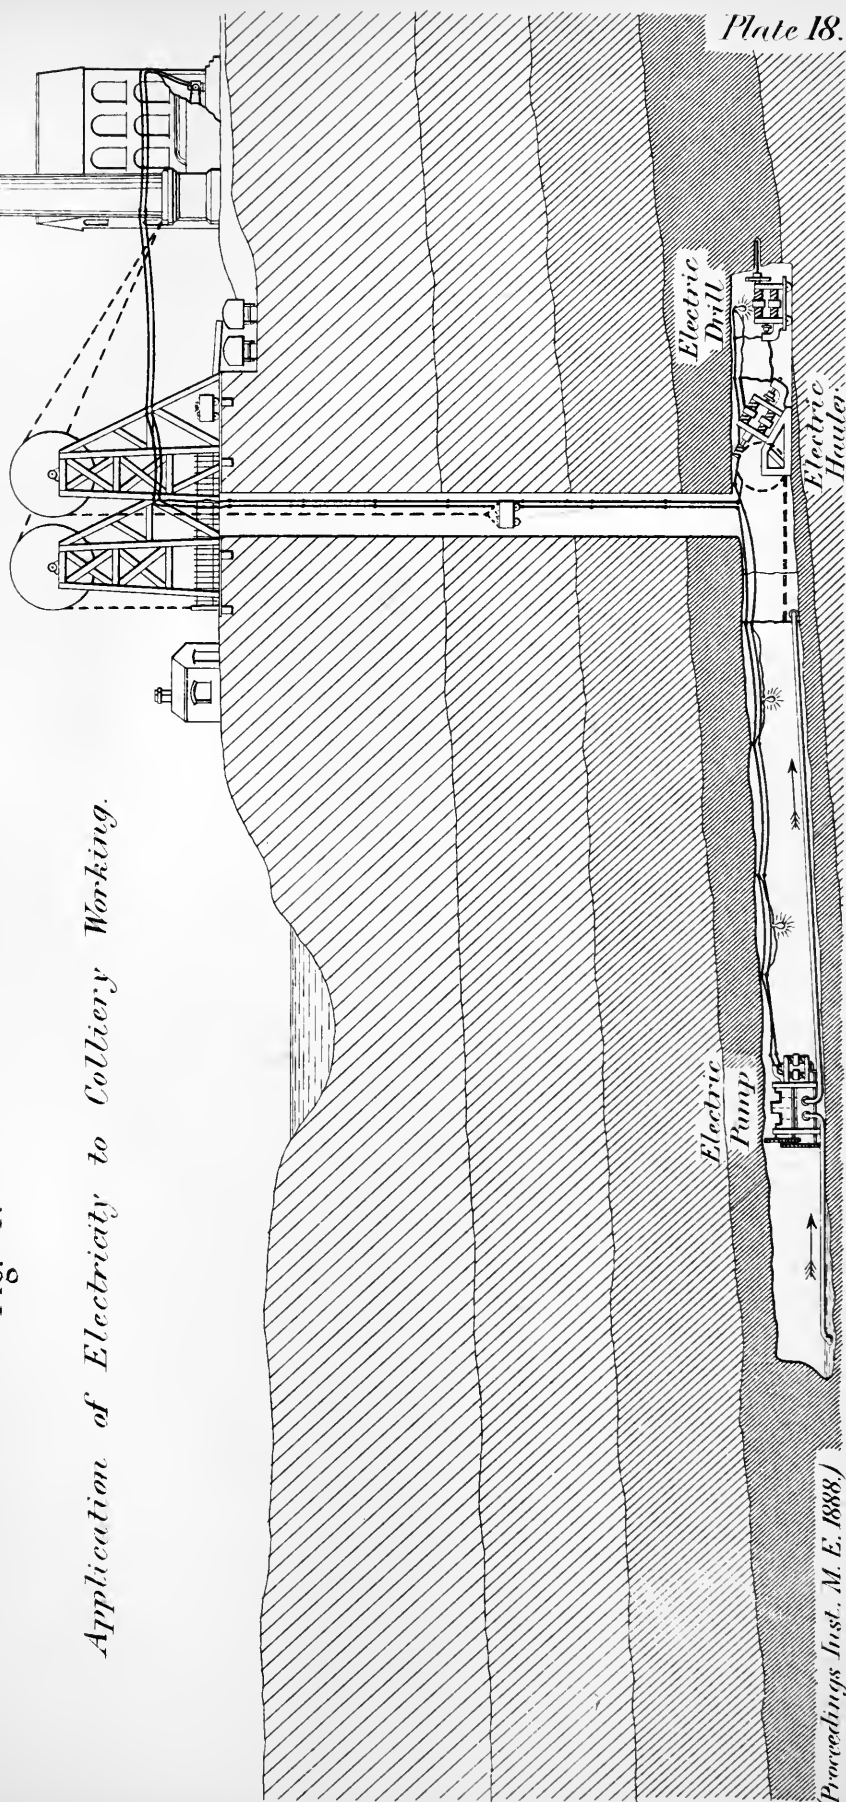 Plate 18.
Application of Electricity to Colliery Working.
Electric
Drill
Electric
Hauler.
Electric
Pump
(Proceedings Inst. M. E. 1888.)